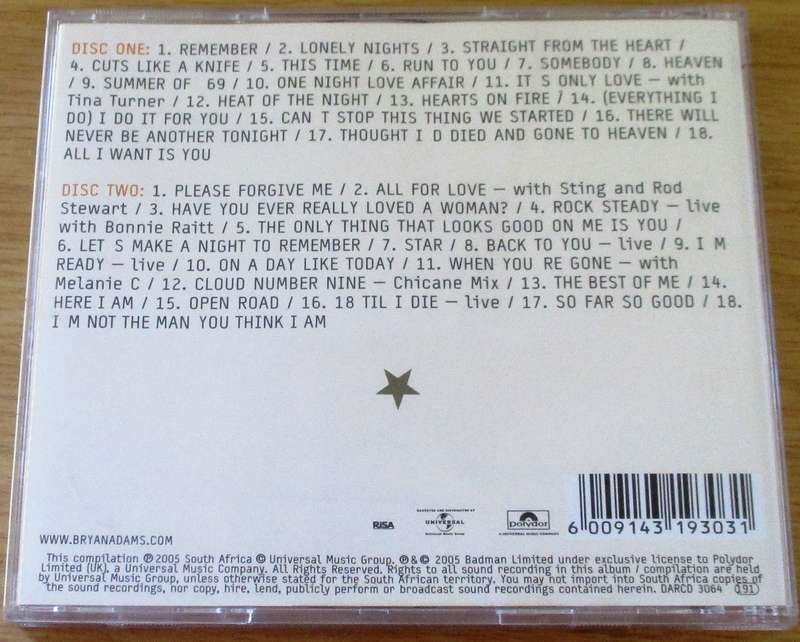 DISC ONE: 1. REMEMBER / 2. LONELY NIGHTS / 3. STRAIGHT FROM THE HEART /
4. CUTS LIKE A KNIFE / 5. THIS TIME / 6. RUN TO YOU / 7. SOMEBODY / 8. HEAVEN
/ 9. SUMMER OF 69 / 10. ONE NIGHT LOVE AFFAIR / 11. IT S ONLY LOVE — with
Tina Turner / 12. HEAT OF THE NIGHT / 13. HEARTS ON FIRE / 14. (EVERYTHING I
DO) I DO IT FOR YOU / 15. CAN T STOP THIS THING WE STARTED / 16. THERE WILL
NEVER BE ANOTHER TONIGHT / 17. THOUGHT I D DIED AND GONE TO HEAVEN / 18.
ALL I WANT IS YOU
DISC TWO: 1. PLEASE FORGIVE ME / 2. ALL FOR LOVE — with Sting and Rod
Stewart / 3. HAVE YOU EVER REALLY LOVED A WOMAN? / 4. ROCK STEADY — live
with Bonnie Raitt / 5. THE ONLY THING THAT LOOKS GOOD ON ME IS YOU /
6. LET S MAKE A NIGHT TO REMEMBER / 7. STAR / 8. BACK TO YOU — live / 9. I M
READY — live / 10. ON A DAY LIKE TODAY / 11. WHEN YOU RE GONE — with
Melanie C / 12. CLOUD NUMBER NINE — Chicane Mix / 13. THE BEST OF ME / 14.
HERE I AM / 15. OPEN ROAD / 16. 18 TIL I DIE — live / 17. SO FAR SO GOOD / 18.
I M NOT THE MAN YOU THINK I AM
WWW.BRYANADAMS.COM
RISA
UNIVERSAL
polydor
6 009143 193031
This compilation ℗ 2005 South Africa © Universal Music Group. ℗ & © 2005 Badman Limited under exclusive license to Polydor
Limited (UK), a Universal Music Company. All Rights Reserved. Rights to all sound recording in this album / compilation are held
by Universal Music Group, unless otherwise stated for the South African territory. You may not import into South Africa copies of
the sound recordings, nor copy, hire, lend, publicly perform or broadcast sound recordings contained herein. DARCD 3064 (191)